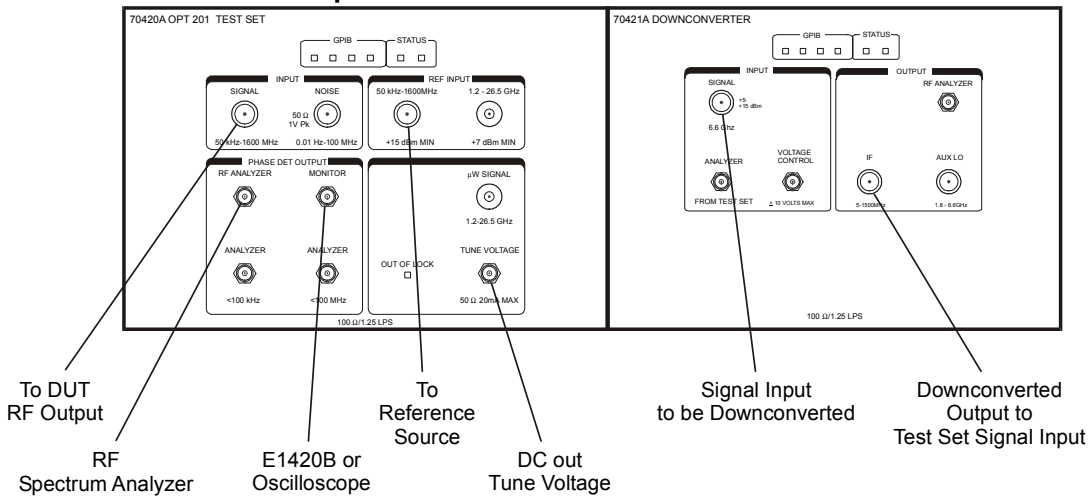 70420A OPT 201 TEST SET
GPIB
STATUS
INPUT
SIGNAL
NOISE
50 Ω
1V Pk
50 kHz-1600 MHz
0.01 Hz-100 MHz
REF INPUT
50 kHz-1600MHz
1.2 - 26.5 GHz
+15 dBm MIN
+7 dBm MIN
PHASE DET OUTPUT
RF ANALYZER
MONITOR
ANALYZER
ANALYZER
<100 kHz
<100 MHz
µW SIGNAL
1.2-26.5 GHz
OUT OF LOCK
TUNE VOLTAGE
50 Ω 20mA MAX
100 Ω/1.25 LPS
70421A DOWNCONVERTER
GPIB
STATUS
INPUT
SIGNAL
+5-
+15 dBm
6.6 Ghz
ANALYZER
VOLTAGE
CONTROL
FROM TEST SET
± 10 VOLTS MAX
OUTPUT
RF ANALYZER
IF
AUX LO
5-1500MHz
1.8 - 6.6GHz
100 Ω/1.25 LPS
To DUT
RF Output
RF
Spectrum Analyzer
E1420B or
Oscilloscope
To
Reference
Source
DC out
Tune Voltage
Signal Input
to be Downconverted
Downconverted
Output to
Test Set Signal Input